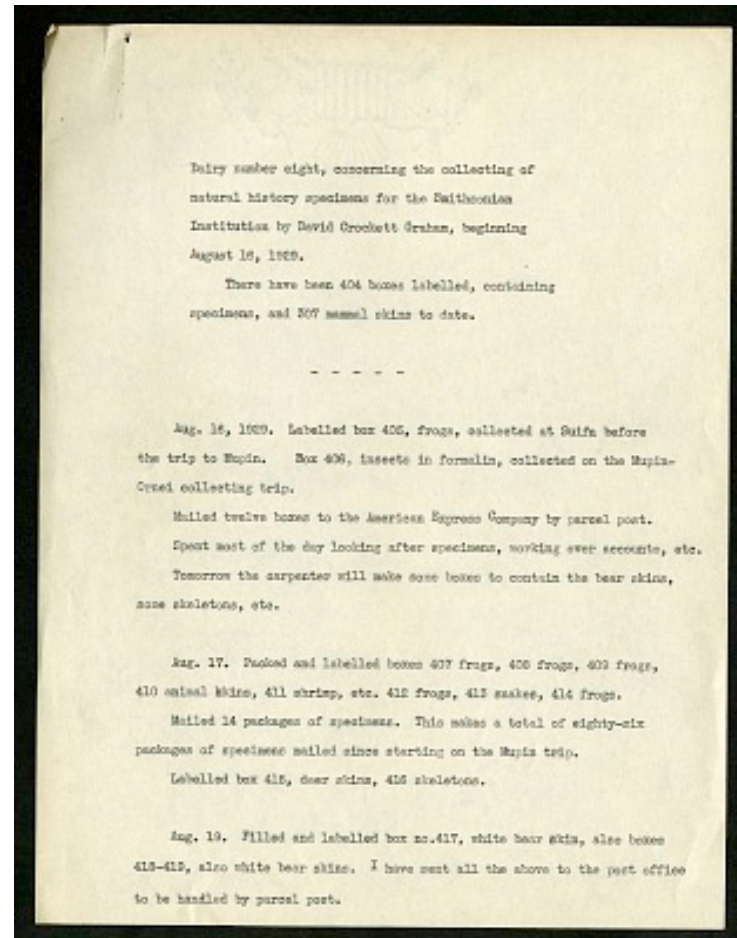 Dairy number eight, concerning the collecting of
natural history specimens for the Smithsonian
Institution by David Crockett Graham, beginning
August 16, 1929.
There have been 404 boxes labelled, containing
specimens, and 307 mammal skins to date.
- - - - -
Aug. 16, 1929. Labelled box 405, frogs, collected at Suifu before
the trip to Mupin. Box 406, insects in formalin, collected on the Mupin-
collecting trip.
Mailed twelve boxes to the American Express Company by parcel post.
Spent most of the day looking after specimens, working over accounts, etc.
Tomorrow the carpenter will make some boxes to contain the bear skins,
some skeletons, etc.
Aug. 17. Packed and labelled boxes 407 frogs, 408 frogs, 409 frogs,
410 animal skins, 411 shrimp, etc. 412 frogs, 413 snakes, 414 frogs.
Mailed 14 packages of specimens. This makes a total of eighty-six
packages of specimens mailed since starting on the Mupin trip.
Labelled box 415, deer skins, 416 skeletons.
Aug. 19. Filled and labelled box no.417, white bear skin, also boxes
418-419, also white bear skins. I have sent all the above to the post office
to be handled by parcel post.